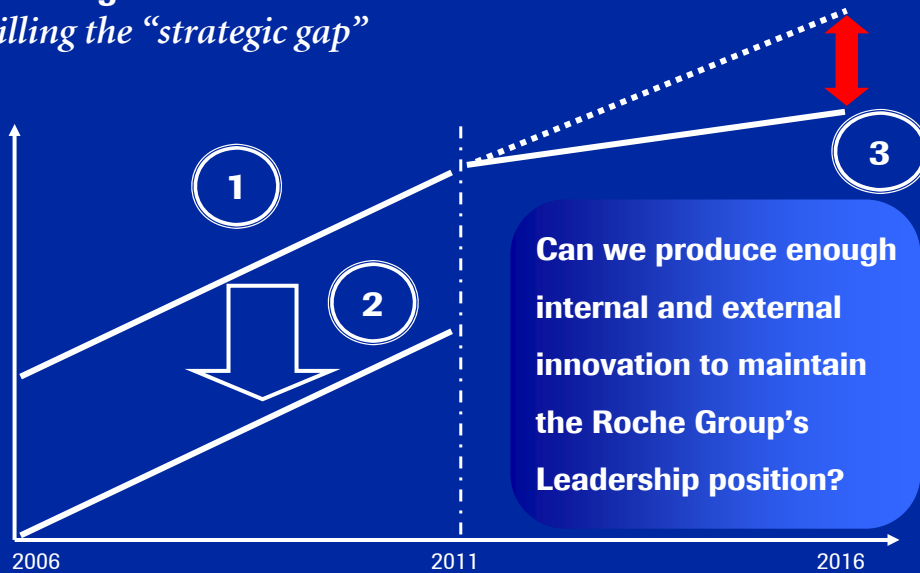 illing the “strategic gap”
1
2
3
Can we produce enough
internal and external
innovation to maintain
the Roche Group’s
Leadership position?
2006
2011
2016